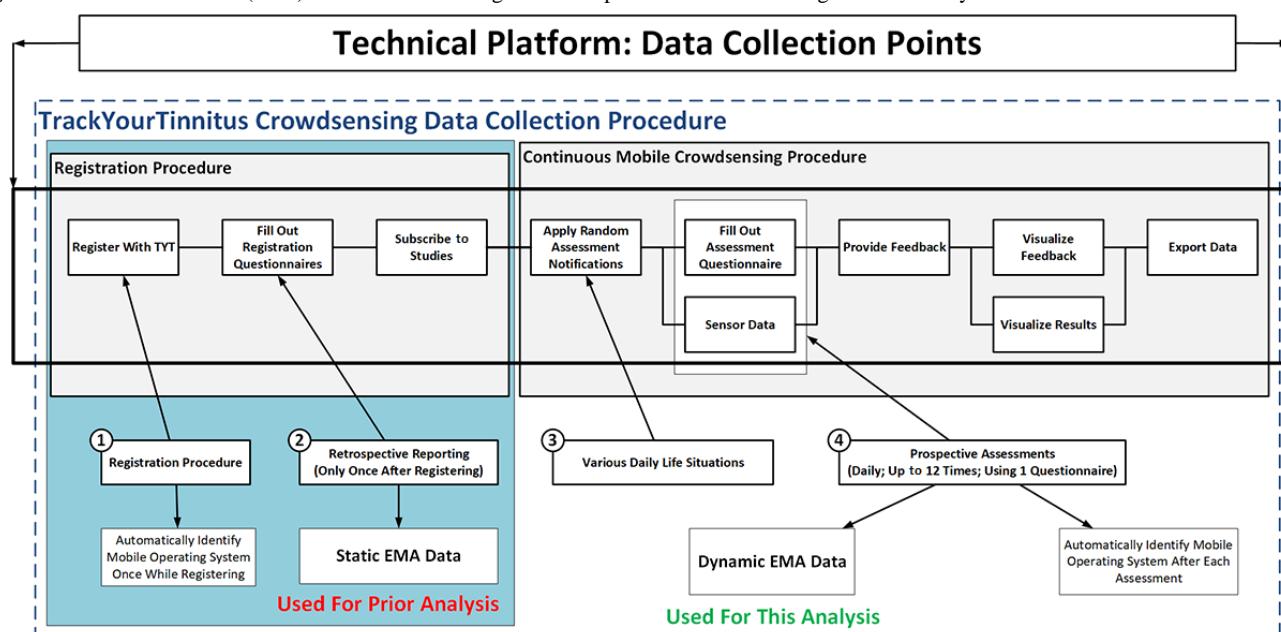 Technical Platform: Data Collection Points
TrackYourTinnitus Crowdsensing Data Collection Procedure
Registration Procedure
Continuous Mobile Crowdsensing Procedure
Register With TYT
Fill Out
Registration
Questionnaires
Subscribe to
Studies
Apply Random
Assessment
Notifications
Fill Out
Assessment
Questionnaire
Sensor Data
Provide Feedback
Visualize
Feedback
Visualize Results
Export Data
1
Registration Procedure
2
Retrospective Reporting
(Only Once After Registering)
3
Various Daily Life Situations
4
Prospective Assessments
(Daily; Up to 12 Times; Using 1 Questionnaire)
Automatically Identify
Mobile Operating System
Once While Registering
Static EMA Data
Dynamic EMA Data
Automatically Identify Mobile
Operating System After Each
Assessment
Used For Prior Analysis
Used For This Analysis